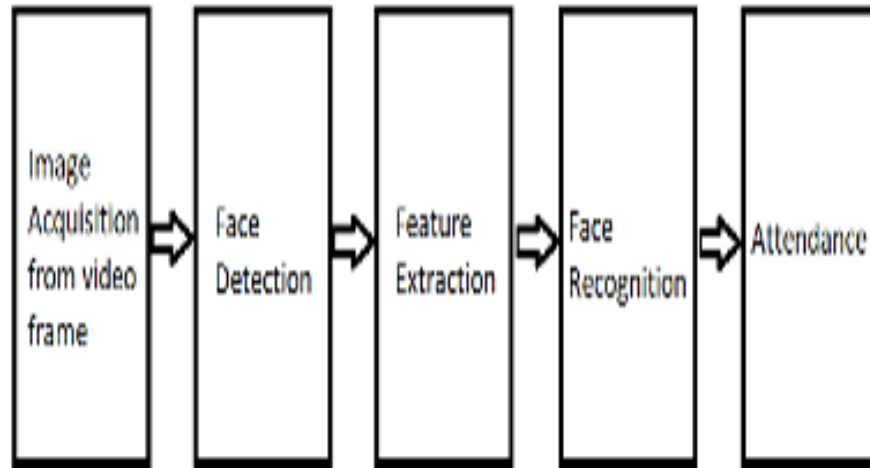 Image
Acquisition
from video
frame
Face
Detection
Feature
Extraction
Face
Recognition
Attendance